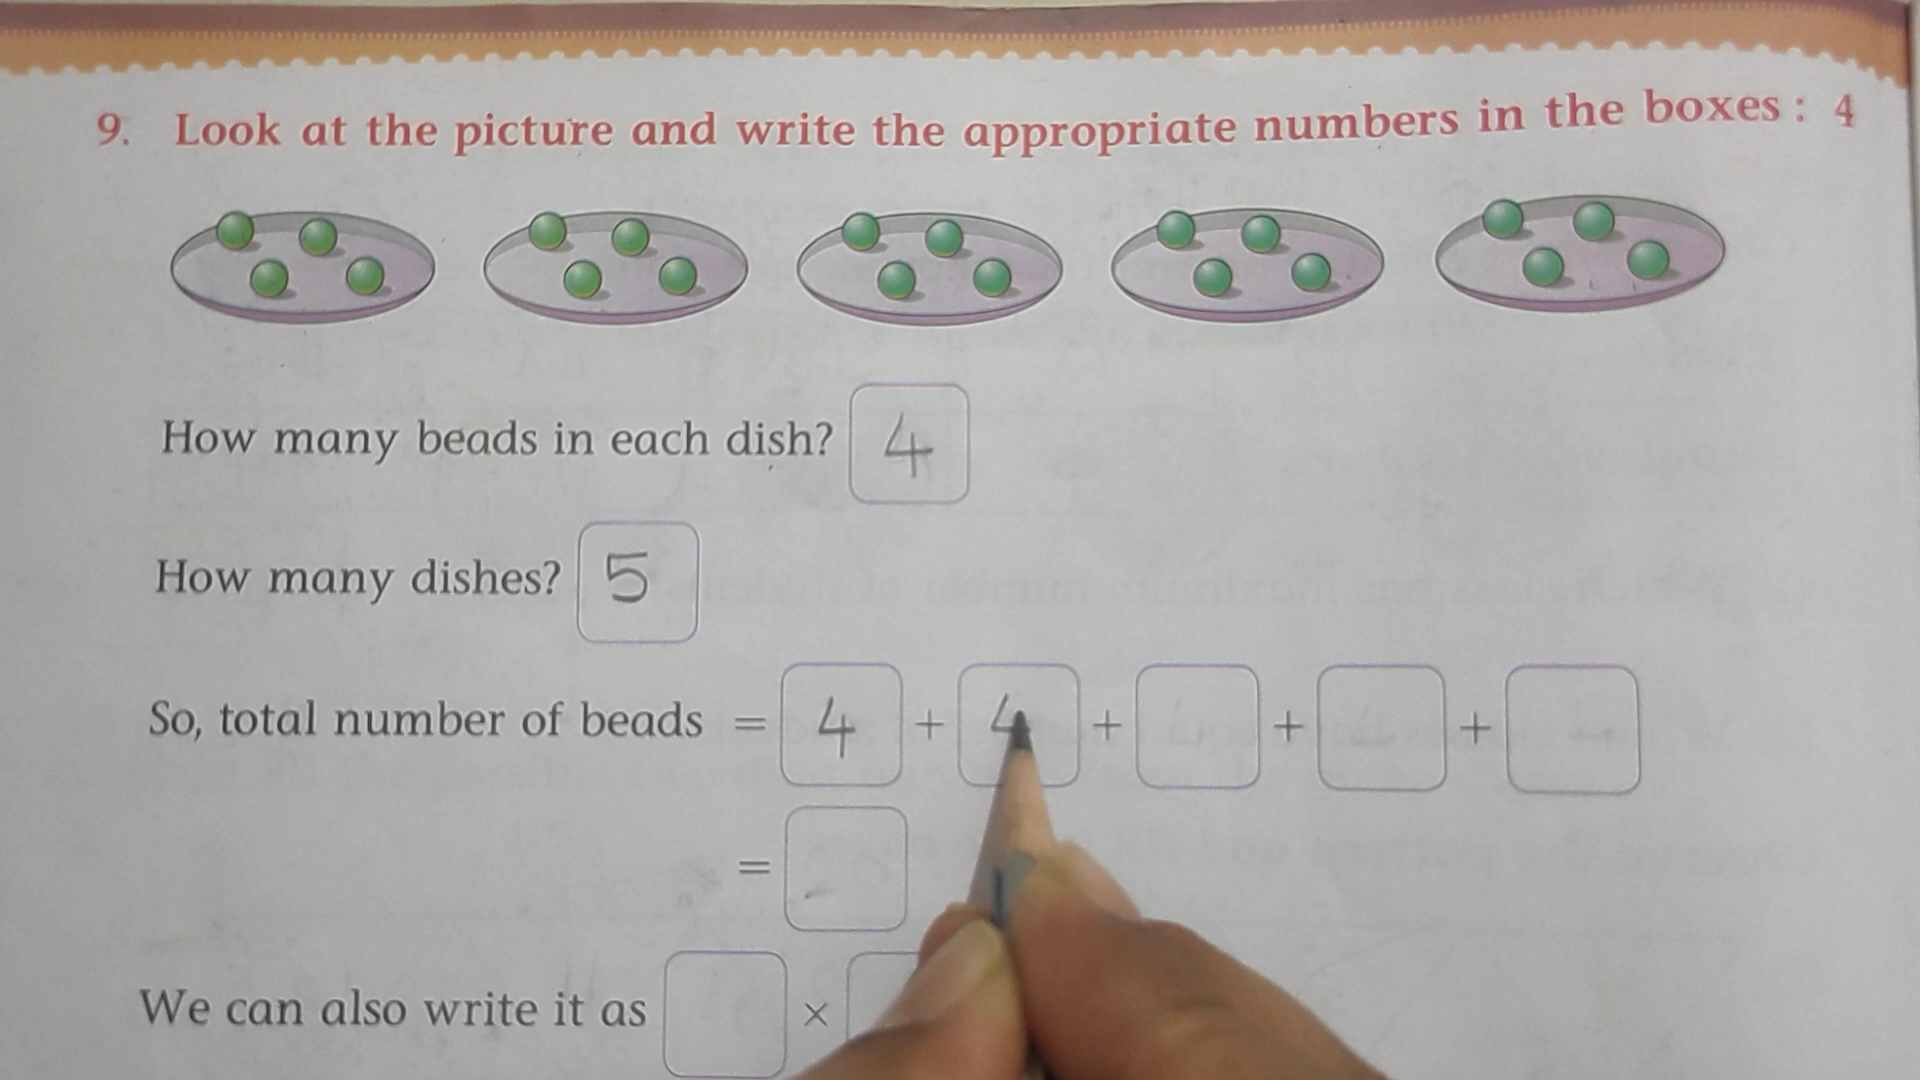 9. Look at the picture and write the appropriate numbers in the boxes : 4
How many beads in each dish? 4
How many dishes? 5
So, total number of beads = 4 + 4 + + +
=
We can also write it as ×